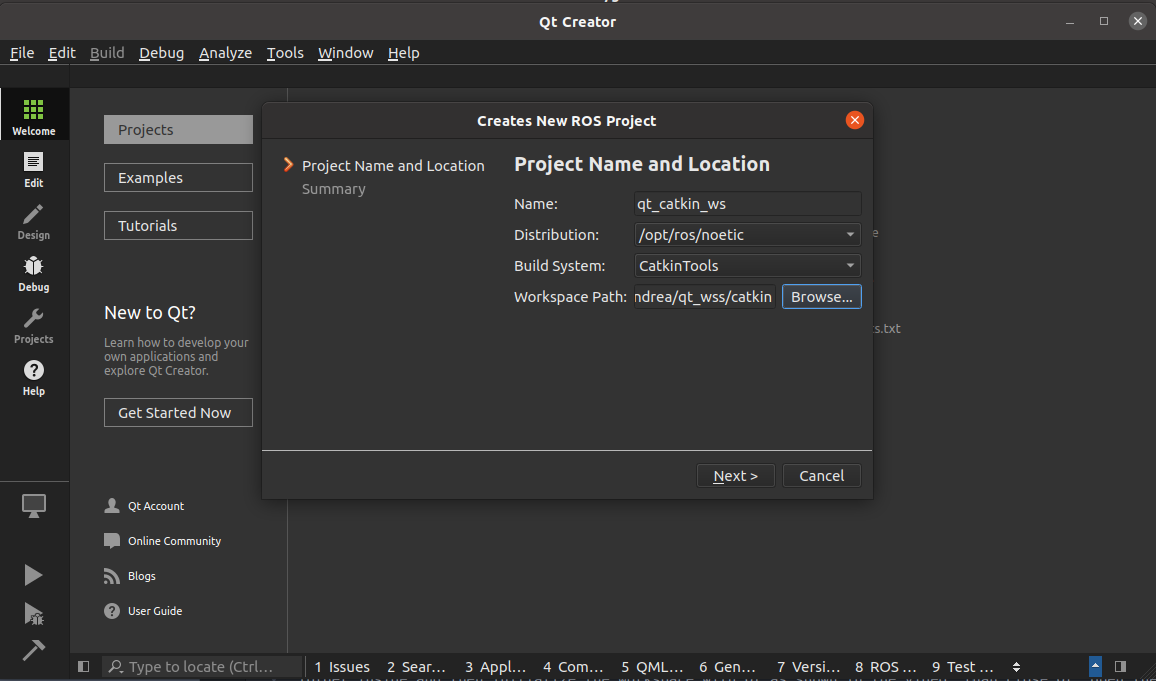 Qt Creator
File Edit Build Debug Analyze Tools Window Help
Welcome
Edit
Design
Debug
Projects
Help
Projects
Examples
Tutorials
New to Qt?
Learn how to develop your
own applications and
explore Qt Creator.
Get Started Now
Qt Account
Online Community
Blogs
User Guide
Creates New ROS Project
Project Name and Location
Summary
Project Name and Location
Name: qt_catkin_ws
Distribution: /opt/ros/noetic
Build System: CatkinTools
Workspace Path: ndrea/qt_wss/catkin Browse...
Next > Cancel
e
ts.txt
Type to locate (Ctrl... 1 Issues 2 Sear... 3 Appl... 4 Com... 5 QML... 6 Gen... 7 Versi... 8 ROS ... 9 Test ...